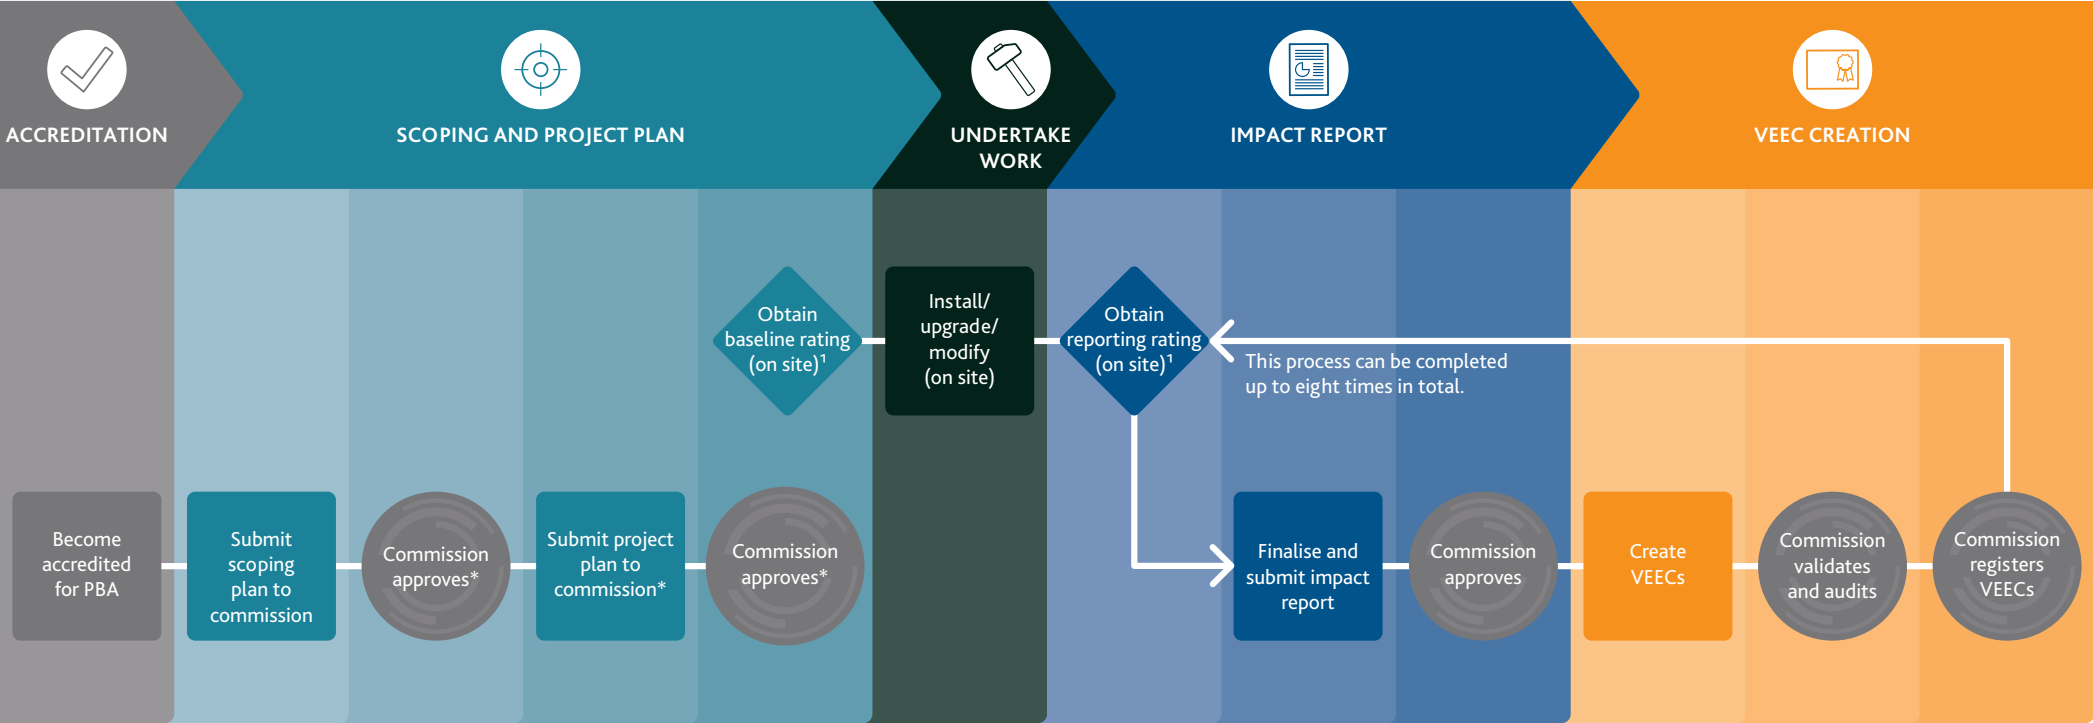 ACCREDITATION
SCOPING AND PROJECT PLAN
UNDERTAKE
WORK
IMPACT REPORT
VEEC CREATION
Become
accredited
for PBA
Submit
scoping
plan to
commission
Commission
approves*
Submit project
plan to
commission*
Commission
approves*
Obtain
baseline rating
(on site)¹
Install/
upgrade/
modify
(on site)
Obtain
reporting rating
(on site)¹
This process can be completed
up to eight times in total.
Finalise and
submit impact
report
Commission
approves
Create
VEECs
Commission
validates
and audits
Commission
registers
VEECs